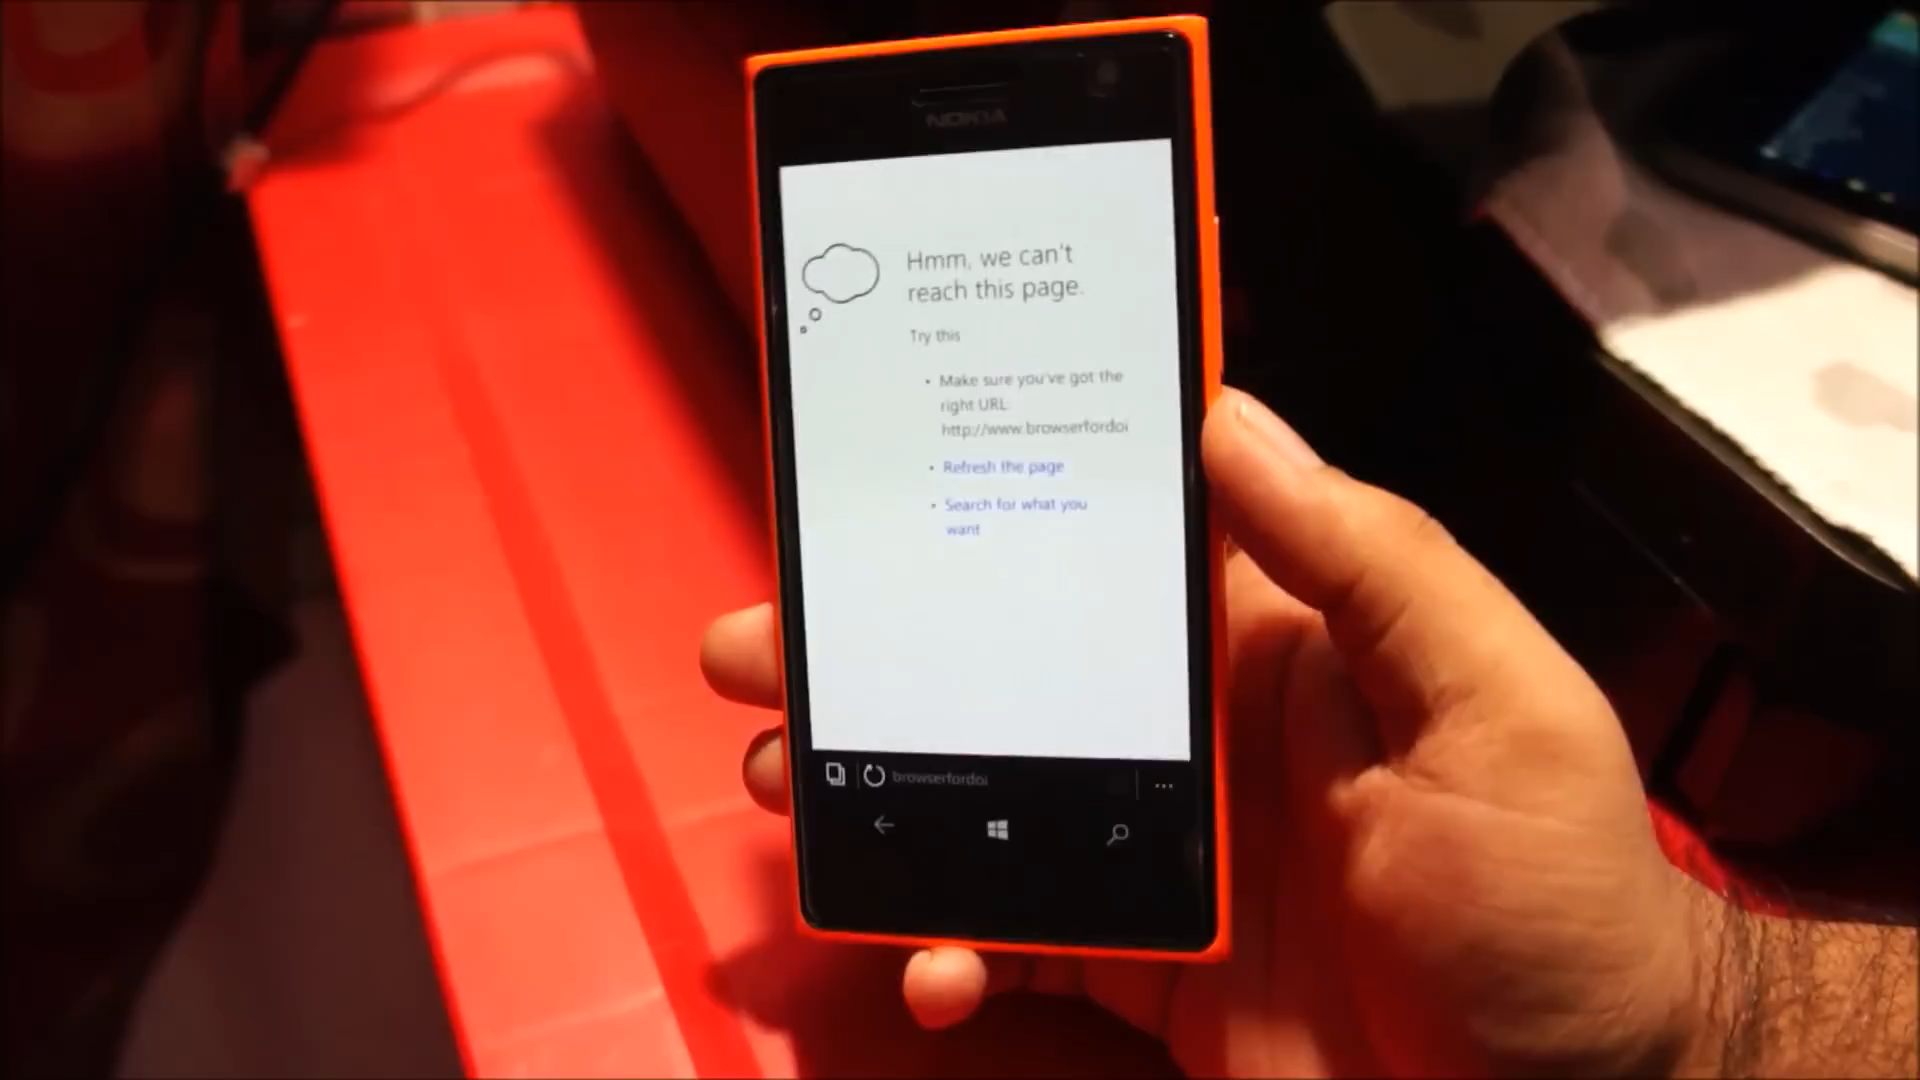 NOKIA
Hmm, we can't
reach this page.
Try this
• Make sure you've got the
right URL:
http://www.browserfordoi
• Refresh the page
• Search for what you
want
browserfordoi
...